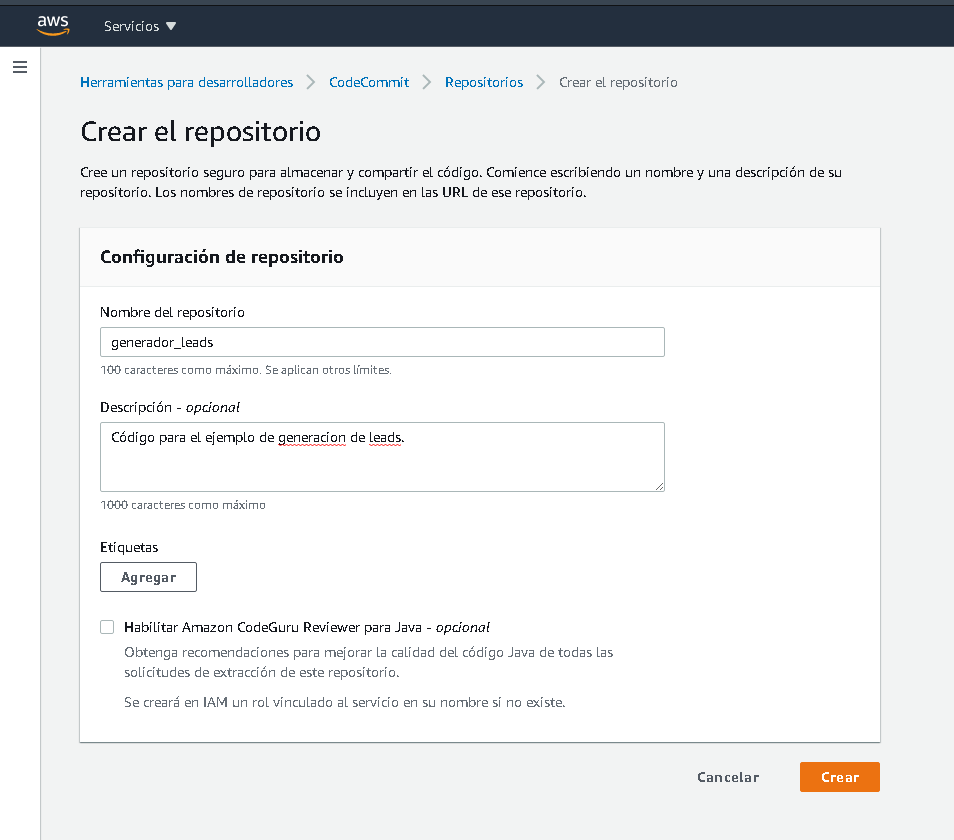 aws Servicios
Herramientas para desarrolladores CodeCommit Repositorios Crear el repositorio
Crear el repositorio
Cree un repositorio seguro para almacenar y compartir el código. Comience escribiendo un nombre y una descripción de su
repositorio. Los nombres de repositorio se incluyen en las URL de ese repositorio.
Configuración de repositorio
Nombre del repositorio
generador_leads
100 caracteres como máximo. Se aplican otros límites.
Descripción - opcional
Código para el ejemplo de generacion de leads.
1000 caracteres como máximo
Etiquetas
Agregar
Habilitar Amazon CodeGuru Reviewer para Java - opcional
Obtenga recomendaciones para mejorar la calidad del código Java de todas las
solicitudes de extracción de este repositorio.
Se creará en IAM un rol vinculado al servicio en su nombre si no existe.
Cancelar Crear